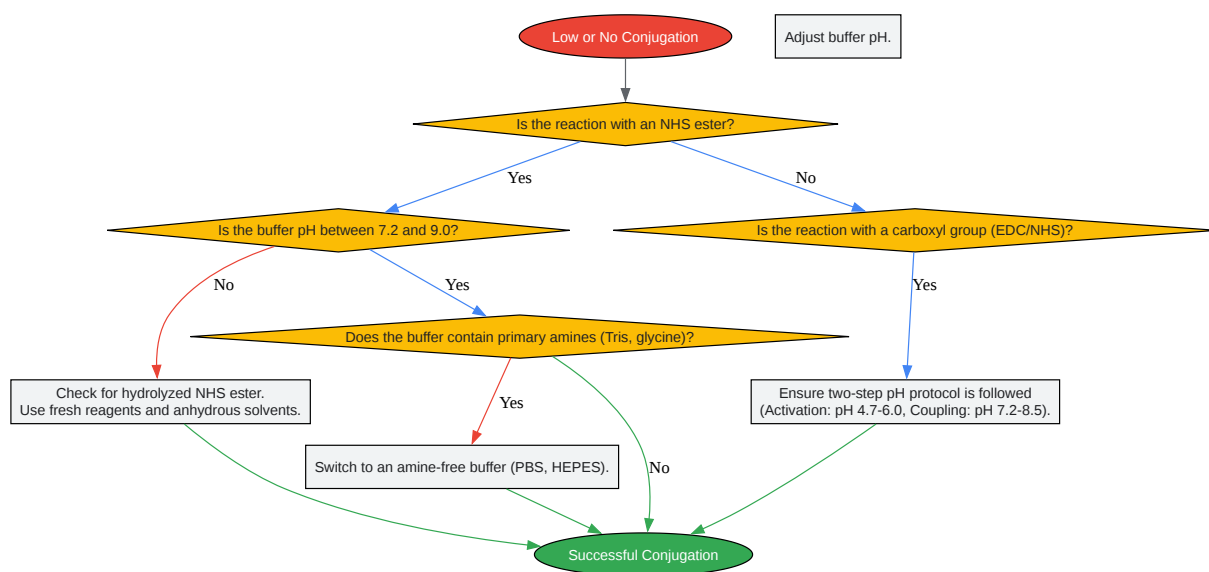 Low or No Conjugation
Adjust buffer pH.
Is the reaction with an NHS ester?
Yes
No
Is the buffer pH between 7.2 and 9.0?
Is the reaction with a carboxyl group (EDC/NHS)?
No
Yes
Yes
Does the buffer contain primary amines (Tris, glycine)?
Check for hydrolyzed NHS ester.
Use fresh reagents and anhydrous solvents.
Ensure two-step pH protocol is followed
(Activation: pH 4.7-6.0, Coupling: pH 7.2-8.5).
Yes
Switch to an amine-free buffer (PBS, HEPES).
No
Successful Conjugation